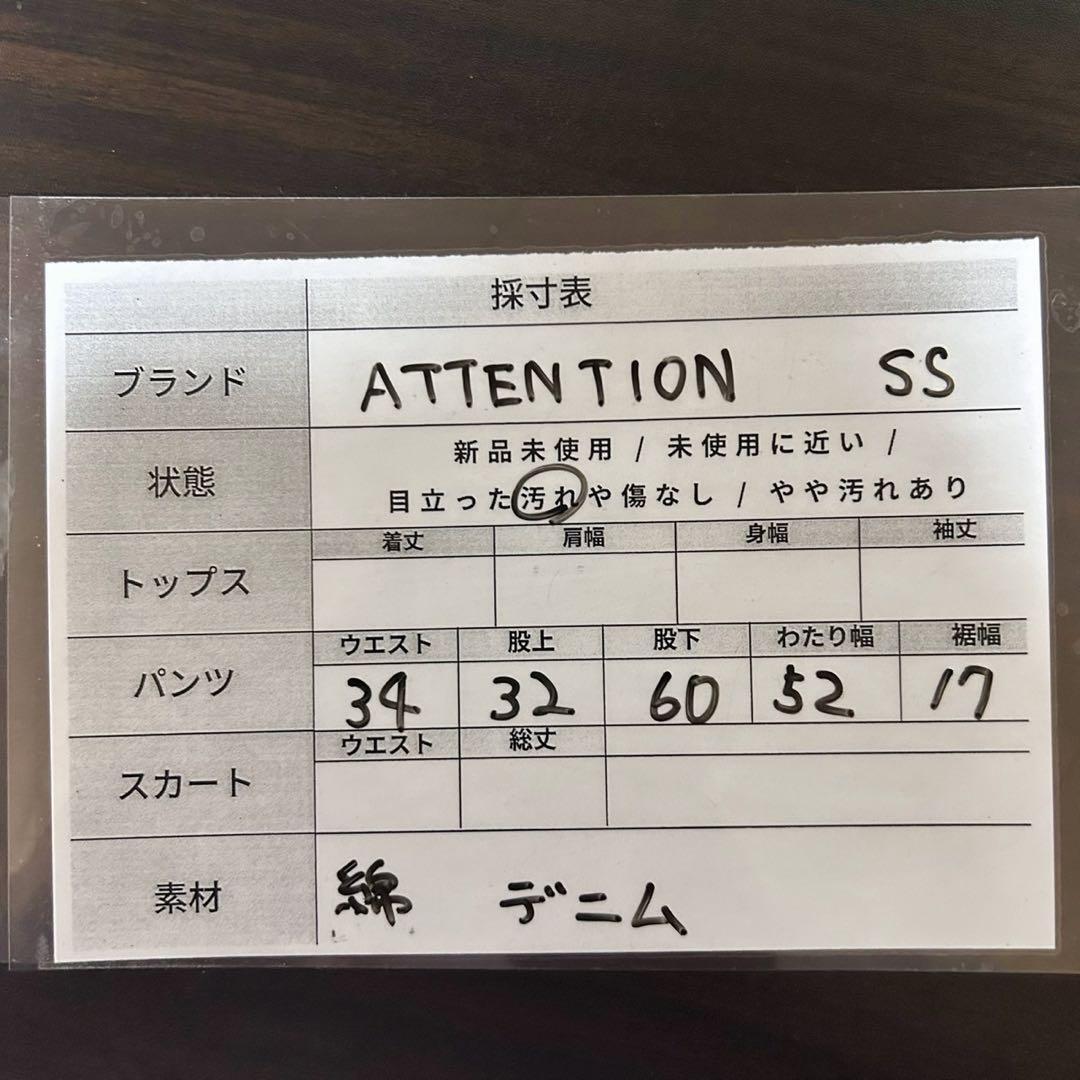 採寸表
ブランド ATTENTION SS
状態 新品未使用 / 未使用に近い /
目立った汚れや傷なし / やや汚れあり
着丈 肩幅 身幅 袖丈
トップス
ウエスト 股上 股下 わたり幅 裾幅
パンツ 34 32 60 52 17
ウエスト 総丈
スカート
素材 綿 デニム